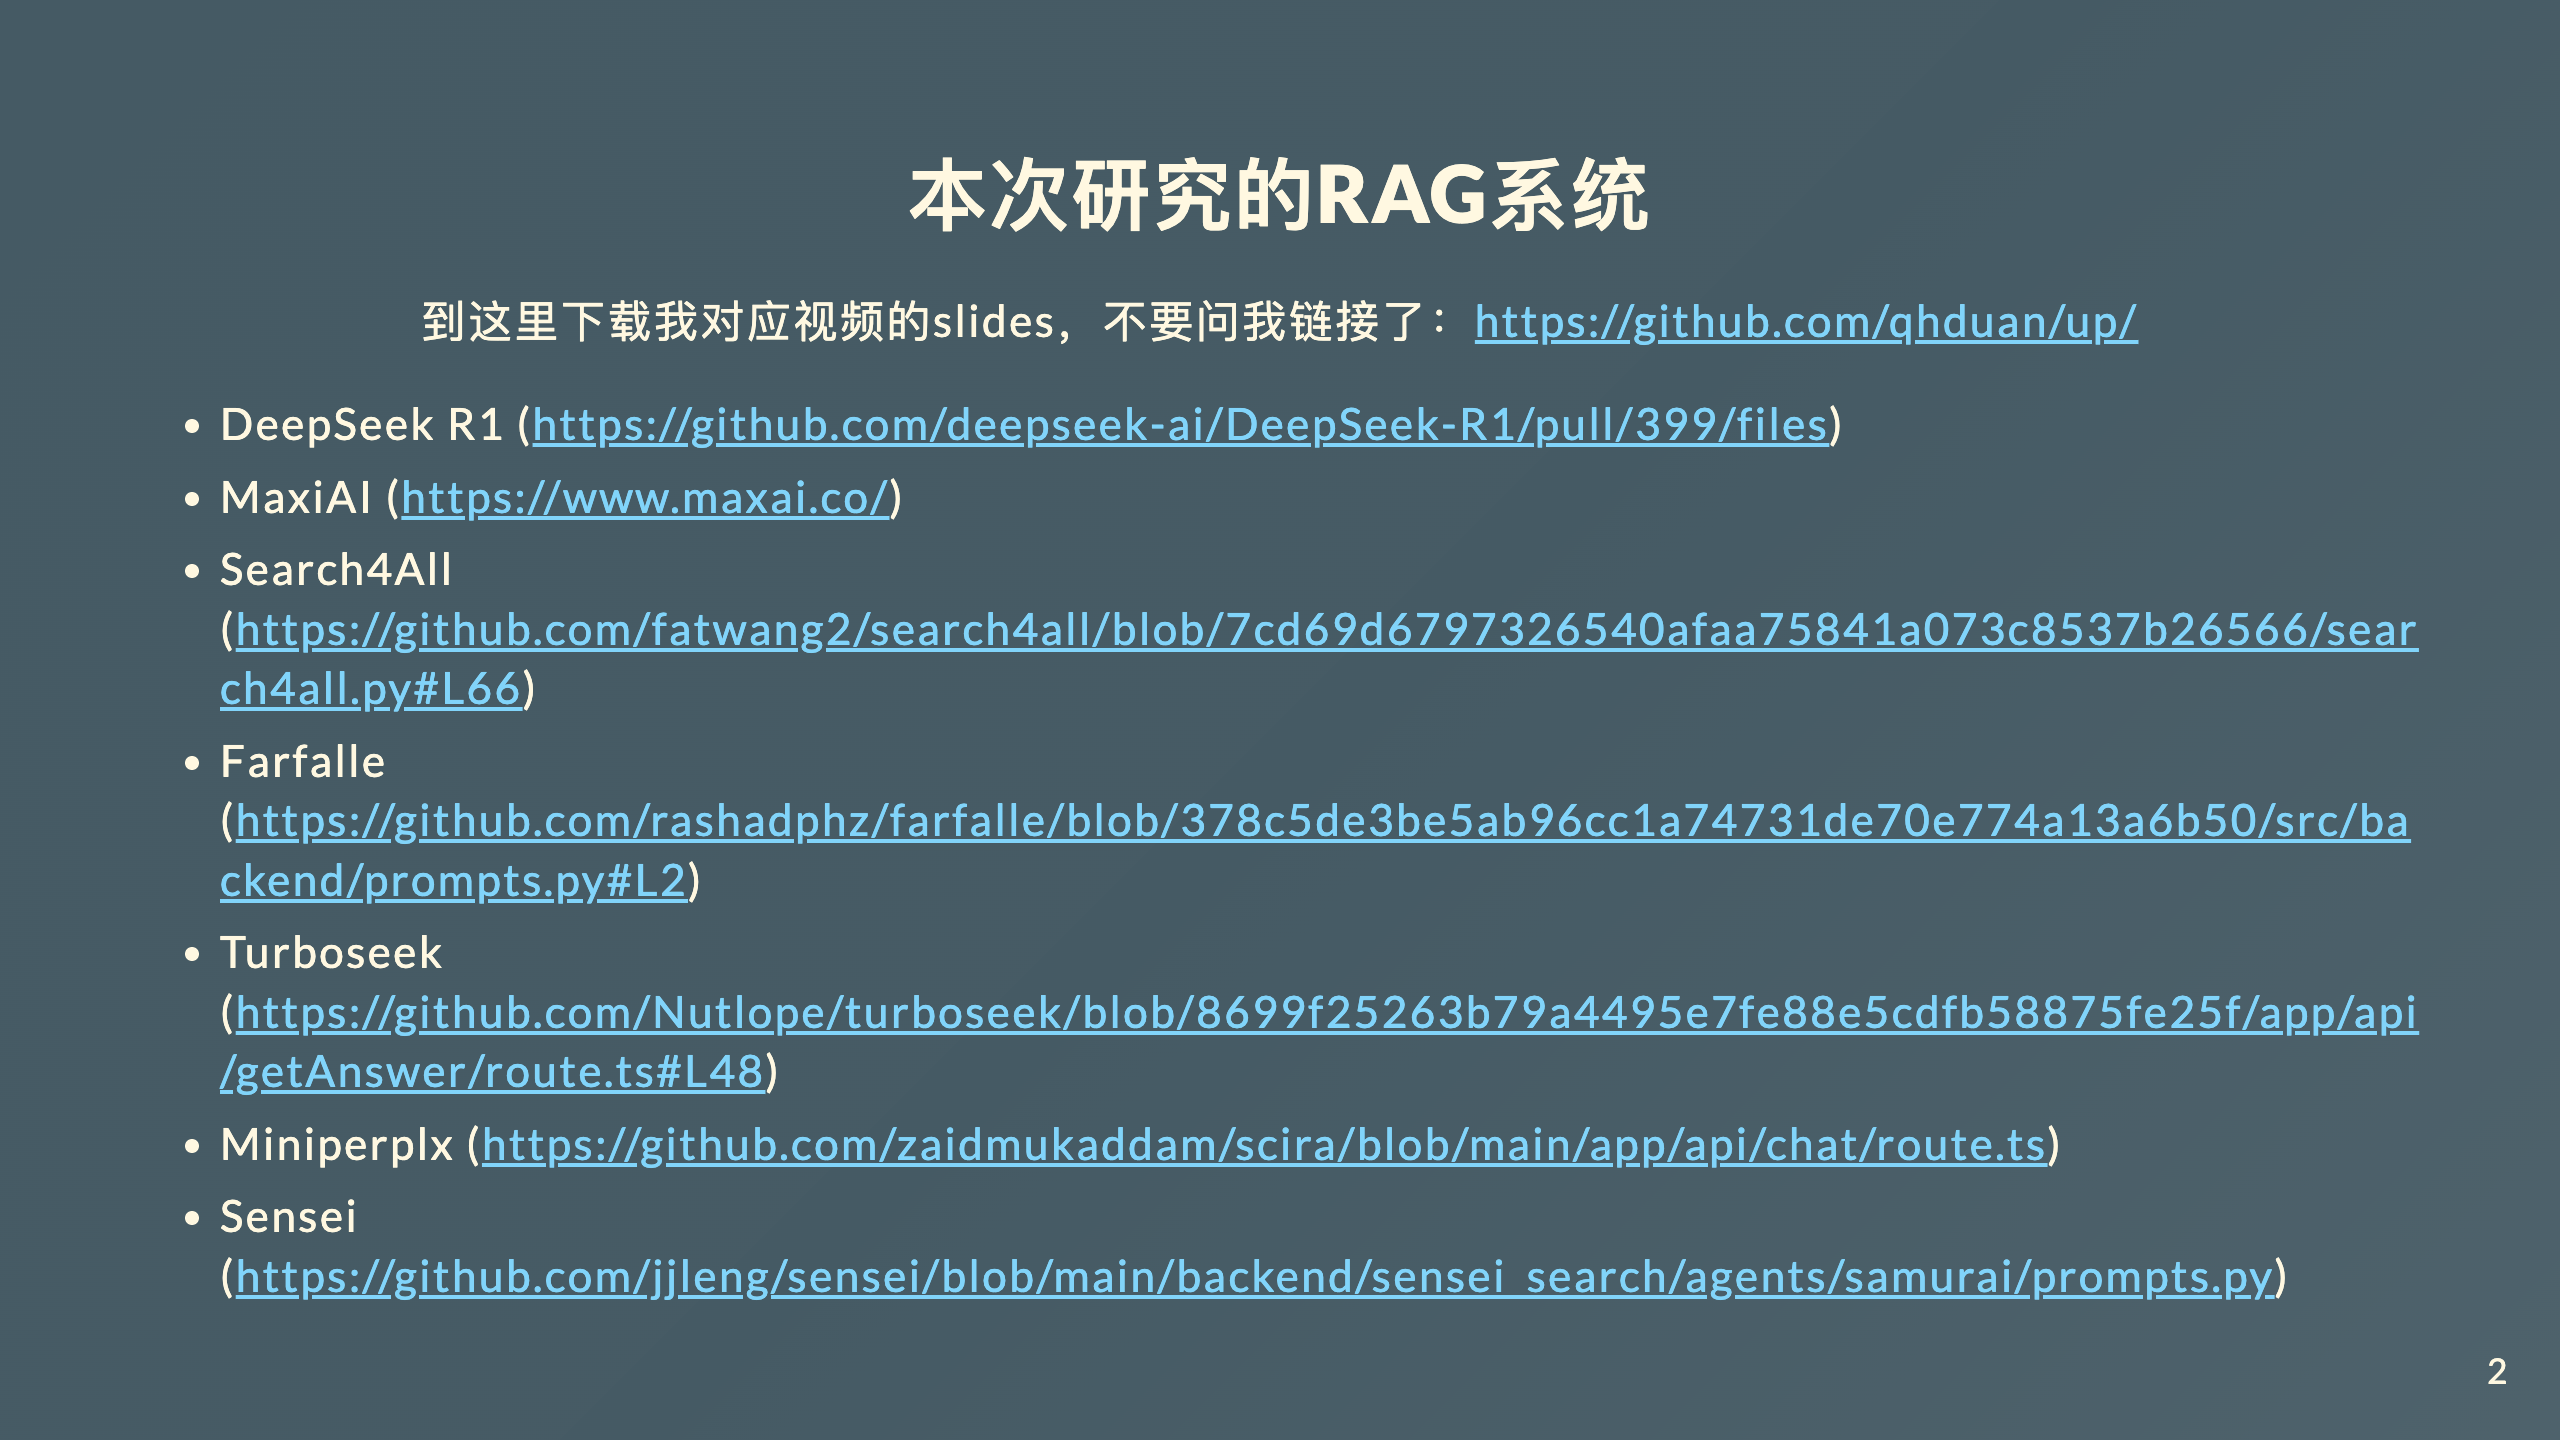 本次研究的RAG系统
到这里下载我对应视频的slides，不要问我链接了：https://github.com/qhduan/up/
• DeepSeek R1 (https://github.com/deepseek-ai/DeepSeek-R1/pull/399/files)
• MaxiAI (https://www.maxai.co/)
• Search4All
(https://github.com/fatwang2/search4all/blob/7cd69d6797326540afaa75841a073c8537b26566/sear
ch4all.py#L66)
• Farfalle
(https://github.com/rashadphz/farfalle/blob/378c5de3be5ab96cc1a74731de70e774a13a6b50/src/ba
ckend/prompts.py#L2)
• Turboseek
(https://github.com/Nutlope/turboseek/blob/8699f25263b79a4495e7fe88e5cdfb58875fe25f/app/api
/getAnswer/route.ts#L48)
• Miniperplx (https://github.com/zaidmukaddam/scira/blob/main/app/api/chat/route.ts)
• Sensei
(https://github.com/jjleng/sensei/blob/main/backend/sensei_search/agents/samurai/prompts.py)
2